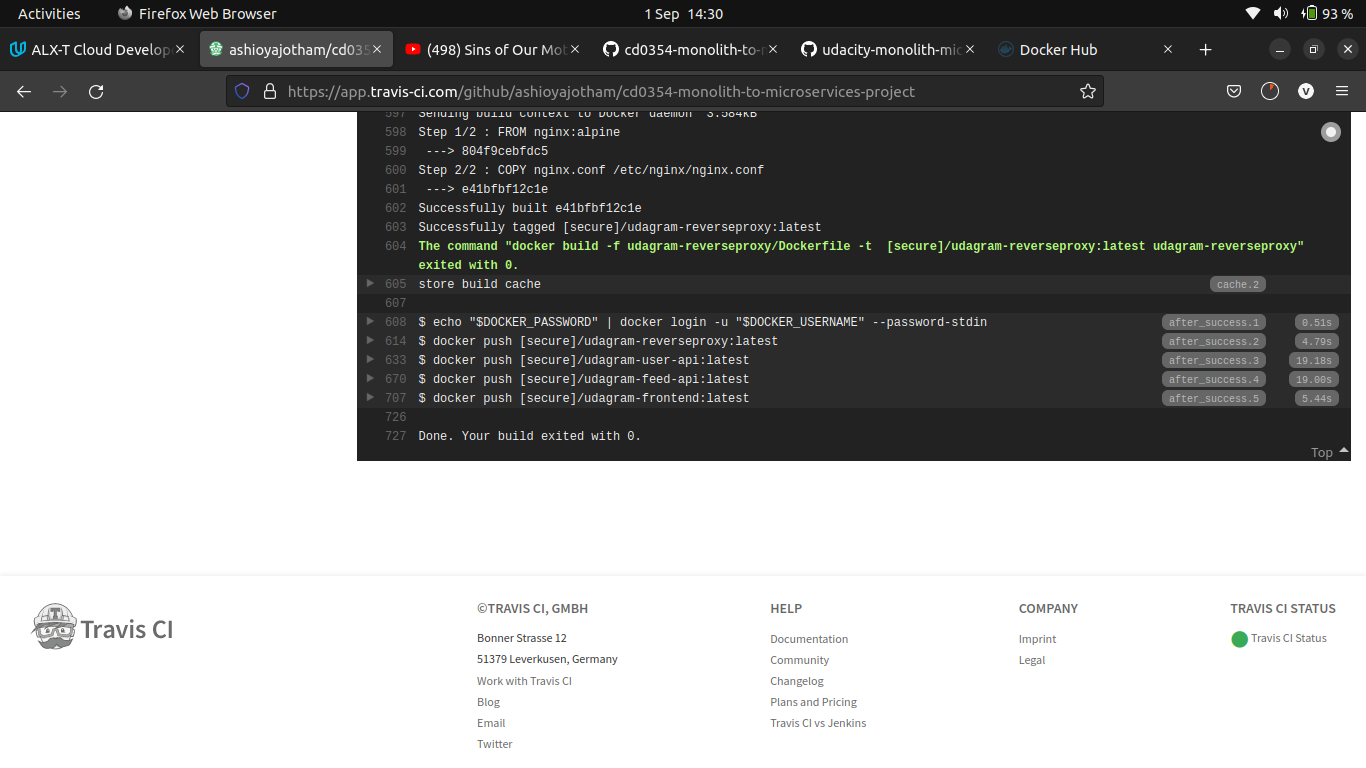 Activities
Firefox Web Browser
1 Sep 14:30
93 %
ALX-T Cloud Develop
ashioyajotham/cd035
(498) Sins of Our Mot
cd0354-monolith-to-m
udacity-monolith-mic
Docker Hub
https://app.travis-ci.com/github/ashioyajotham/cd0354-monolith-to-microservices-project
V
597 Sending build context to Docker daemon 3.584kB
598 Step 1/2 : FROM nginx:alpine
599 ---> 804f9cebfdc5
600 Step 2/2 : COPY nginx.conf /etc/nginx/nginx.conf
601 ---> e41bfbf12c1e
602 Successfully built e41bfbf12c1e
603 Successfully tagged [secure]/udagram-reverseproxy:latest
604 The command "docker build -f udagram-reverseproxy/Dockerfile -t [secure]/udagram-reverseproxy:latest udagram-reverseproxy"
exited with 0.
605 store build cache cache.2
607
608 $ echo "$DOCKER_PASSWORD" | docker login -u "$DOCKER_USERNAME" --password-stdin after_success.1 0.51s
614 $ docker push [secure]/udagram-reverseproxy:latest after_success.2 4.79s
633 $ docker push [secure]/udagram-user-api:latest after_success.3 19.18s
670 $ docker push [secure]/udagram-feed-api:latest after_success.4 19.00s
707 $ docker push [secure]/udagram-frontend:latest after_success.5 5.44s
726
727 Done. Your build exited with 0.
Top
Travis CI
©TRAVIS CI, GMBH
Bonner Strasse 12
51379 Leverkusen, Germany
Work with Travis CI
Blog
Email
Twitter
HELP
Documentation
Community
Changelog
Plans and Pricing
Travis CI vs Jenkins
COMPANY
Imprint
Legal
TRAVIS CI STATUS
Travis CI Status